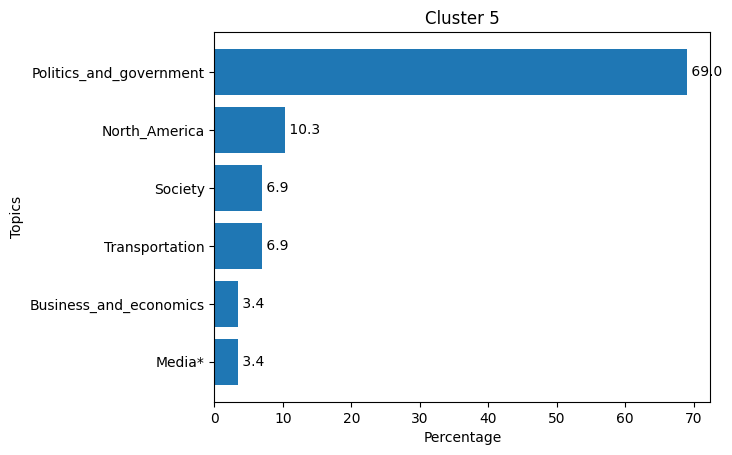 Cluster 5
Topics
Politics_and_government 69.0
North_America 10.3
Society 6.9
Transportation 6.9
Business_and_economics 3.4
Media* 3.4
0 10 20 30 40 50 60 70
Percentage